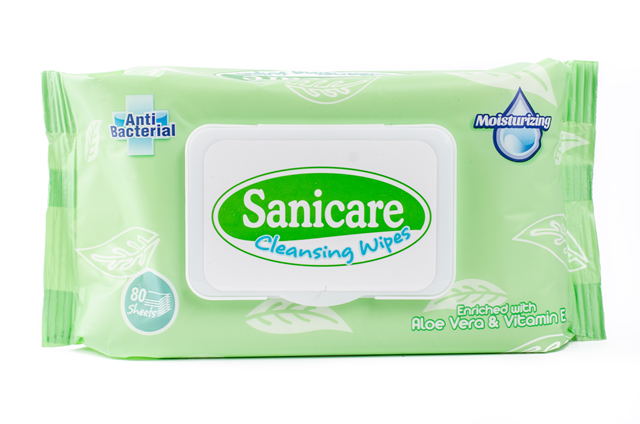 Anti
Bacterial
Moisturizing
Sanicare
Cleansing Wipes
80
Sheets
Enriched with
Aloe Vera & Vitamin E